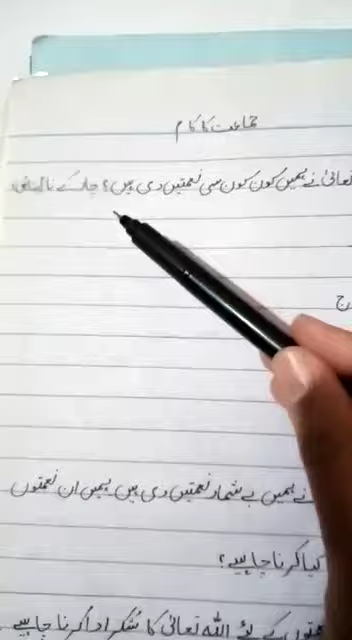 جماعت کا کام
تعالیٰ نے ہمیں کون کون سی نعمتیں دی ہیں؟ چار کے نام لکھیں
ج
نے ہمیں بے شمار نعمتیں دی ہیں ہمیں ان نعمتوں
کیا کرنا چاہیے؟
کے لئے اللہ تعالیٰ کا شکر ادا کرنا چاہیے